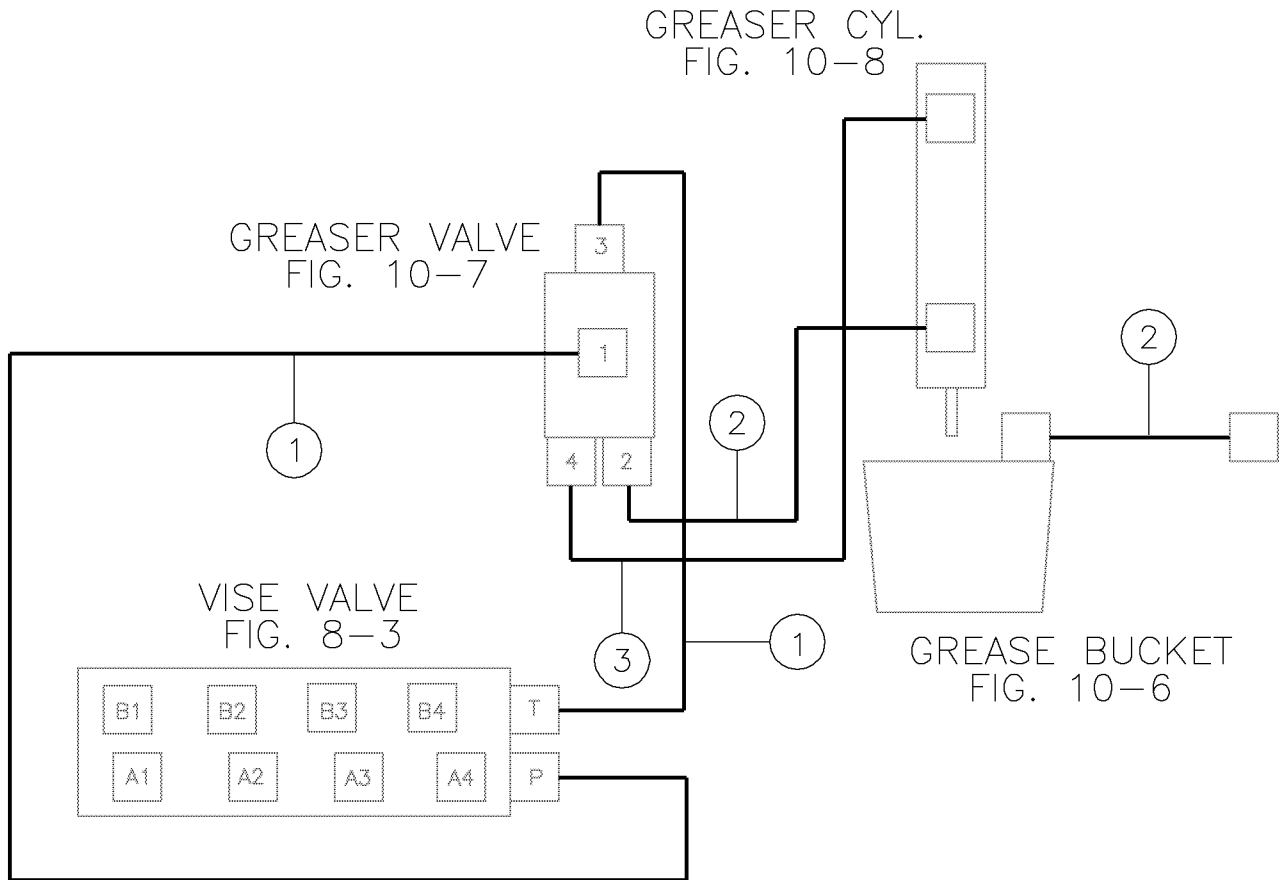 GREASER CYL.
FIG. 10-8
GREASER VALVE
FIG. 10-7
3
1
4
2
1
2
2
3
1
VISE VALVE
FIG. 8-3
B1
B2
B3
B4
T
A1
A2
A3
A4
P
GREASE BUCKET
FIG. 10-6